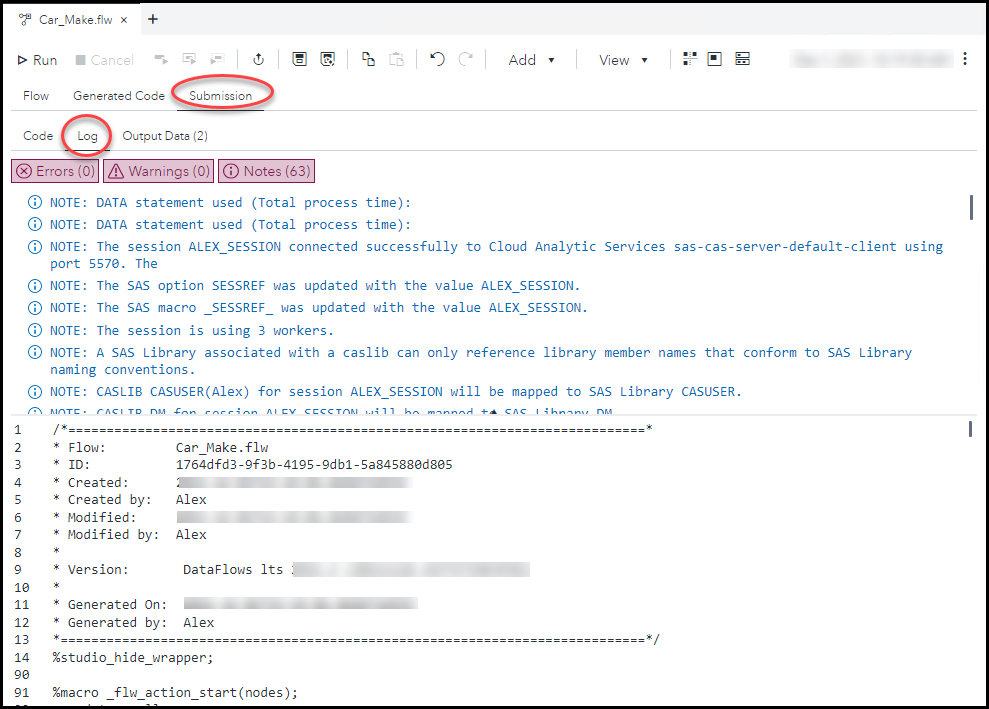 Car_Make.flw × +
Run Cancel Add View
Flow Generated Code Submission
Code Log Output Data (2)
Errors (0) Warnings (0) Notes (63)
NOTE: DATA statement used (Total process time):
NOTE: DATA statement used (Total process time):
NOTE: The session ALEX_SESSION connected successfully to Cloud Analytic Services sas-cas-server-default-client using
port 5570. The
NOTE: The SAS option SESSREF was updated with the value ALEX_SESSION.
NOTE: The SAS macro _SESSREF_ was updated with the value ALEX_SESSION.
NOTE: The session is using 3 workers.
NOTE: A SAS Library associated with a caslib can only reference library member names that conform to SAS Library
naming conventions.
NOTE: CASLIB CASUSER(Alex) for session ALEX_SESSION will be mapped to SAS Library CASUSER.
NOTE: CASLIB DM for session ALEX_SESSION will be mapped to SAS Library DM
1 /*===========================================================================*
2 * Flow: Car_Make.flw
3 * ID: 1764dfd3-9f3b-4195-9db1-5a845880d805
4 * Created:
5 * Created by: Alex
6 * Modified:
7 * Modified by: Alex
8 *
9 * Version: DataFlows lts
10 *
11 * Generated On:
12 * Generated by: Alex
13 *===========================================================================*/
14 %studio_hide_wrapper;
90
91 %macro _flw_action_start(nodes);